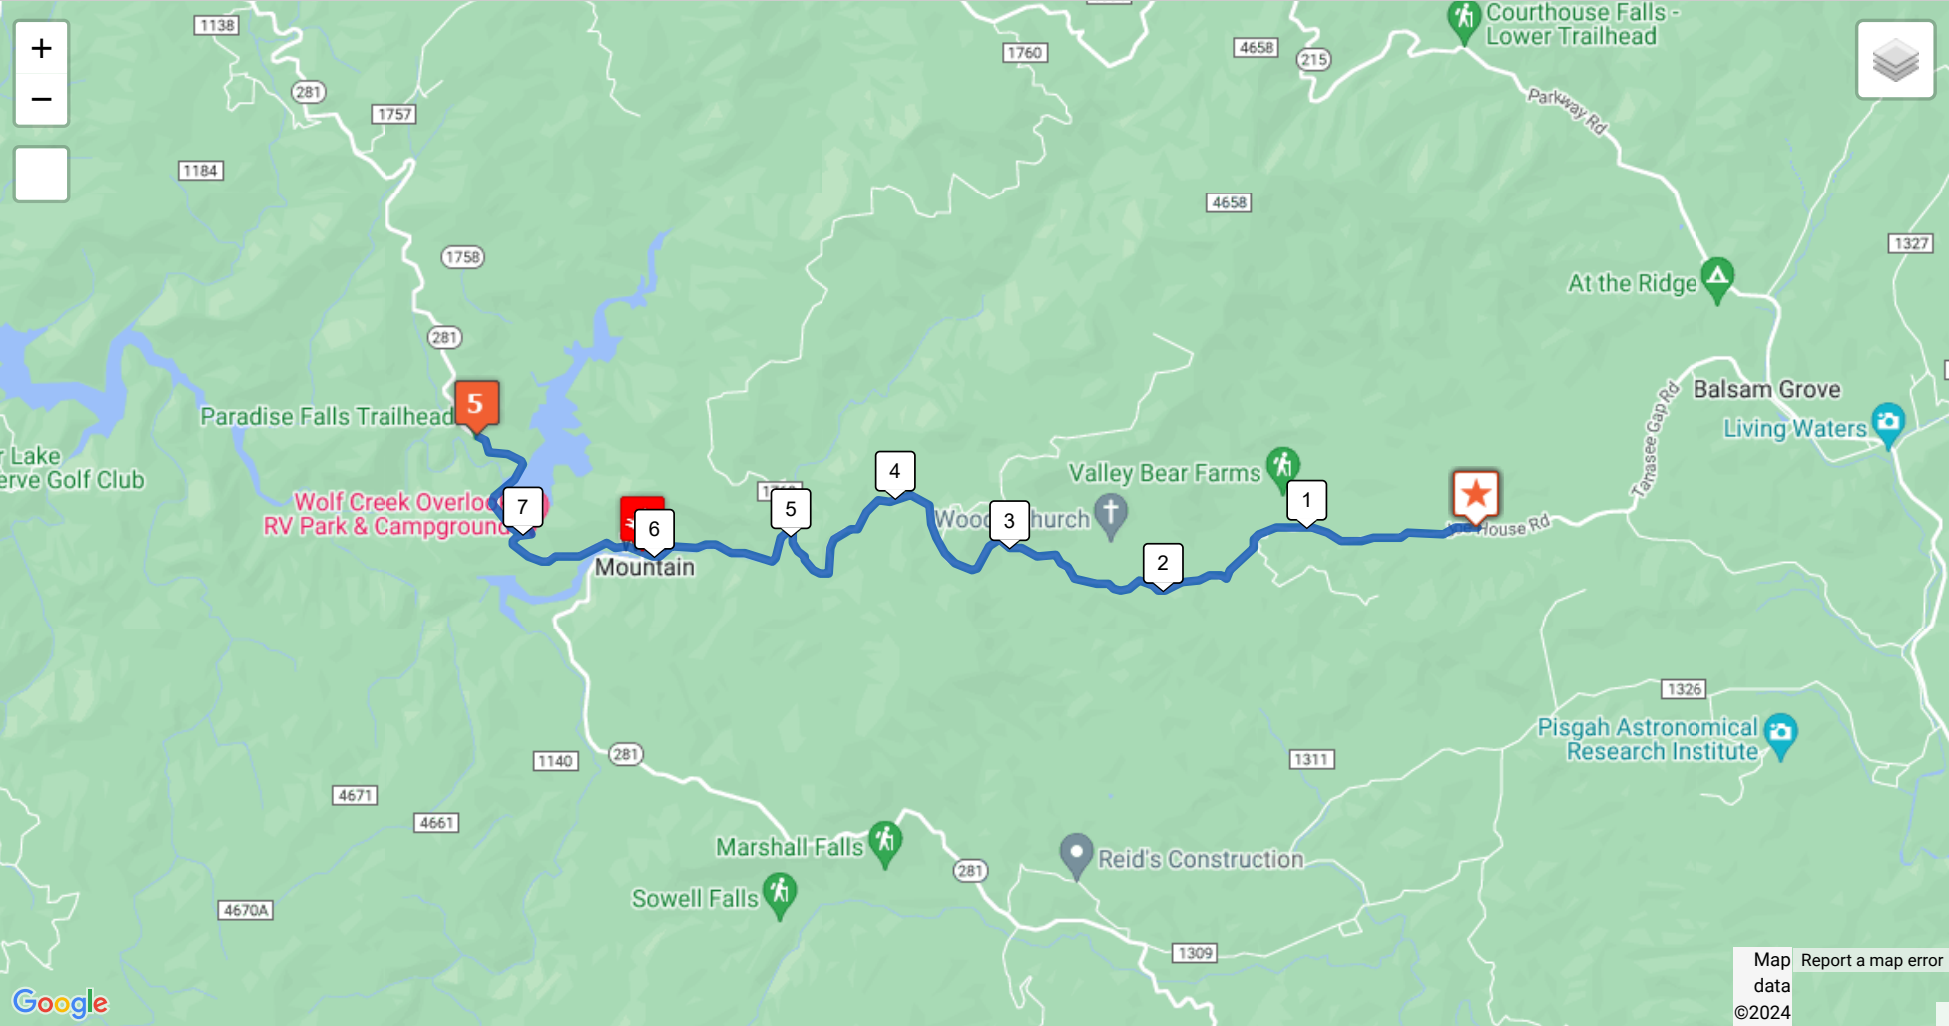 Courthouse Falls -
Lower Trailhead
1138
+
1760
4658
215
−
281
1757
Parkway Rd
1184
4658
1327
1758
At the Ridge
281
Balsam Grove
Tanasee Gap Rd
5
Paradise Falls Trailhead
Living Waters
r Lake
erve Golf Club
4
Valley Bear Farms
Wolf Creek Overloo
RV Park & Campground
7
6
5
3
hurch
1
House Rd
2
Mountain
1326
Pisgah Astronomical
Research Institute
281
1140
1311
4671
4661
Marshall Falls
Reid's Construction
281
Sowell Falls
4670A
1309
Map
data
©2024
Report a map error
Google